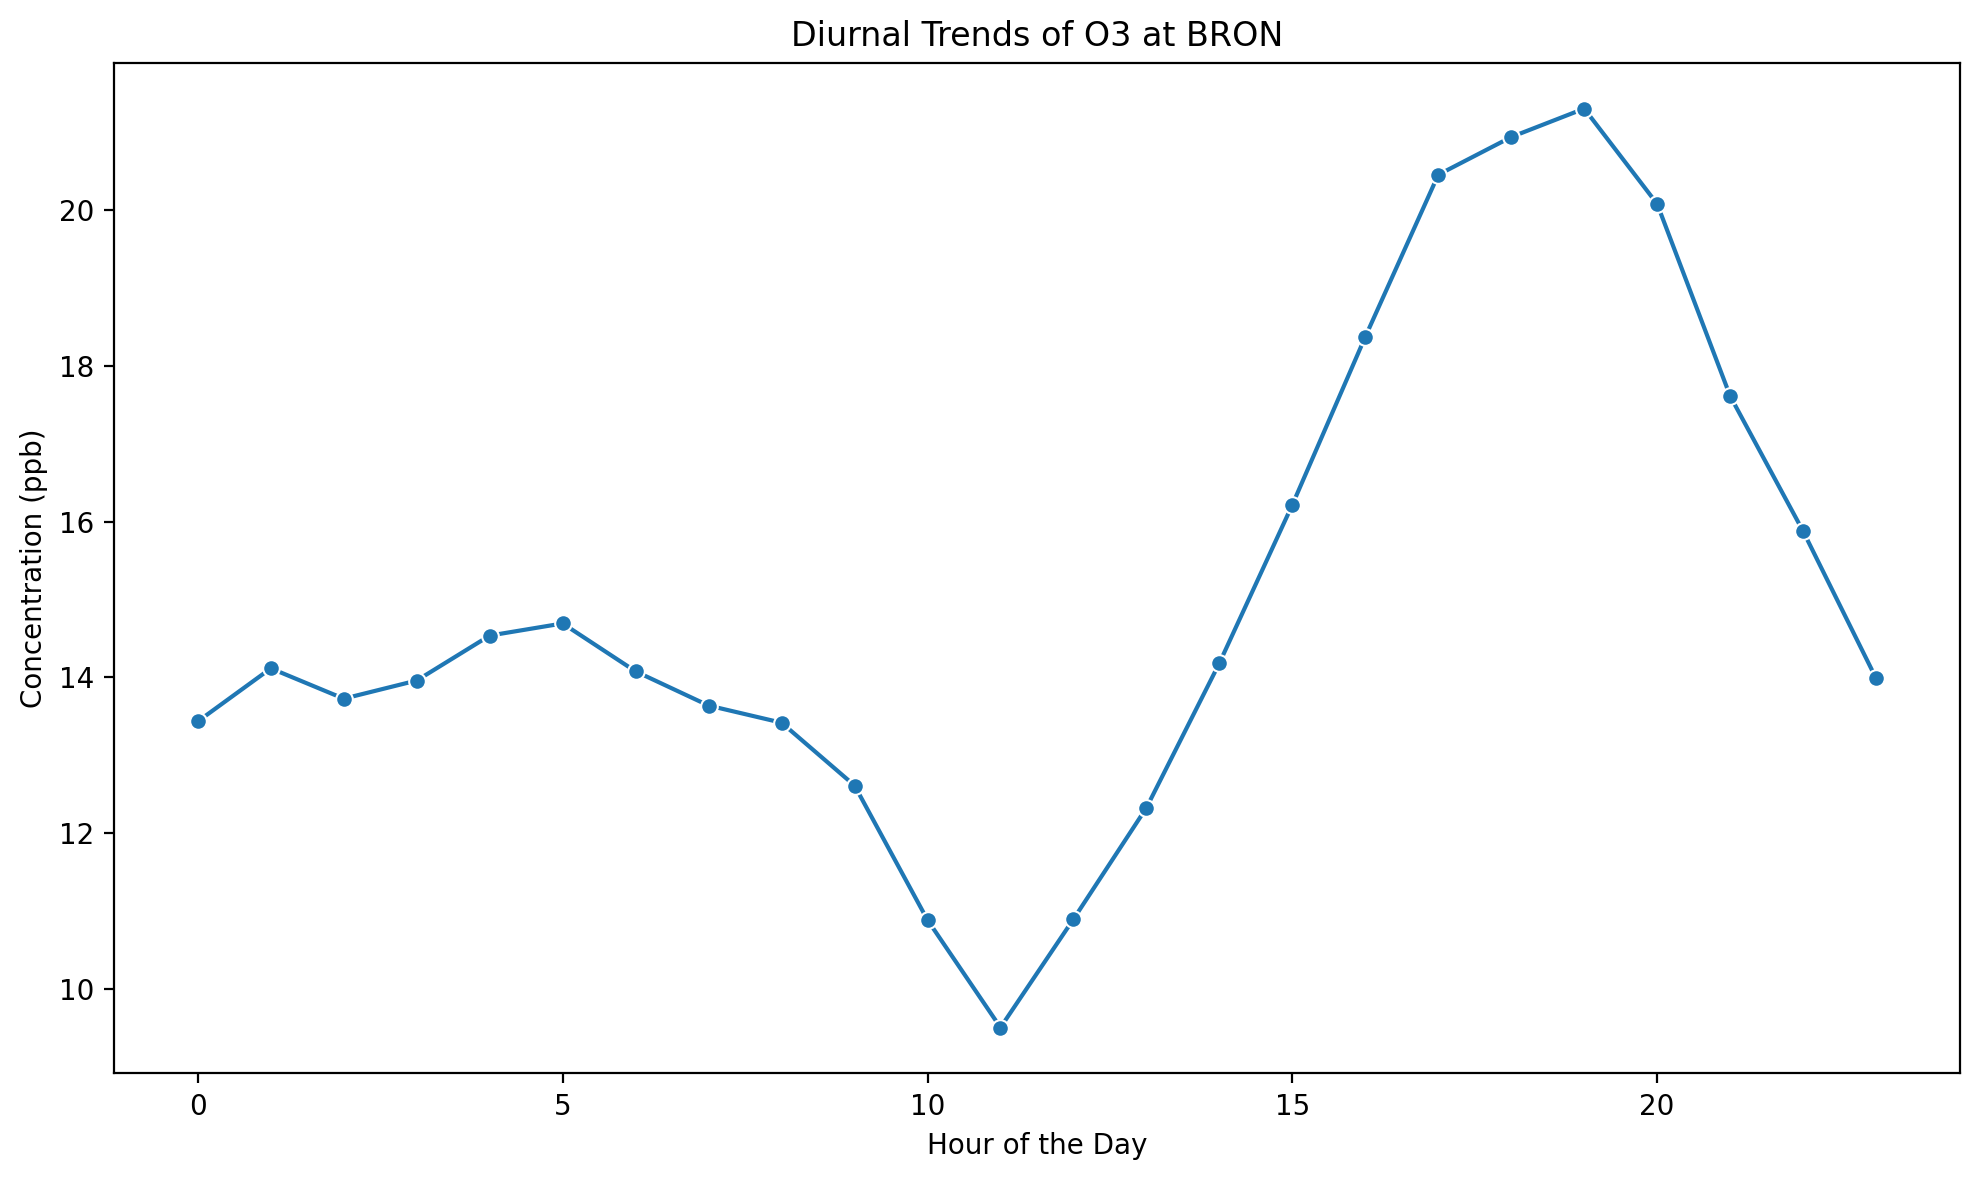 Diurnal Trends of O3 at BRON
Concentration (ppb)
20
18
16
14
12
10
0 5 10 15 20
Hour of the Day